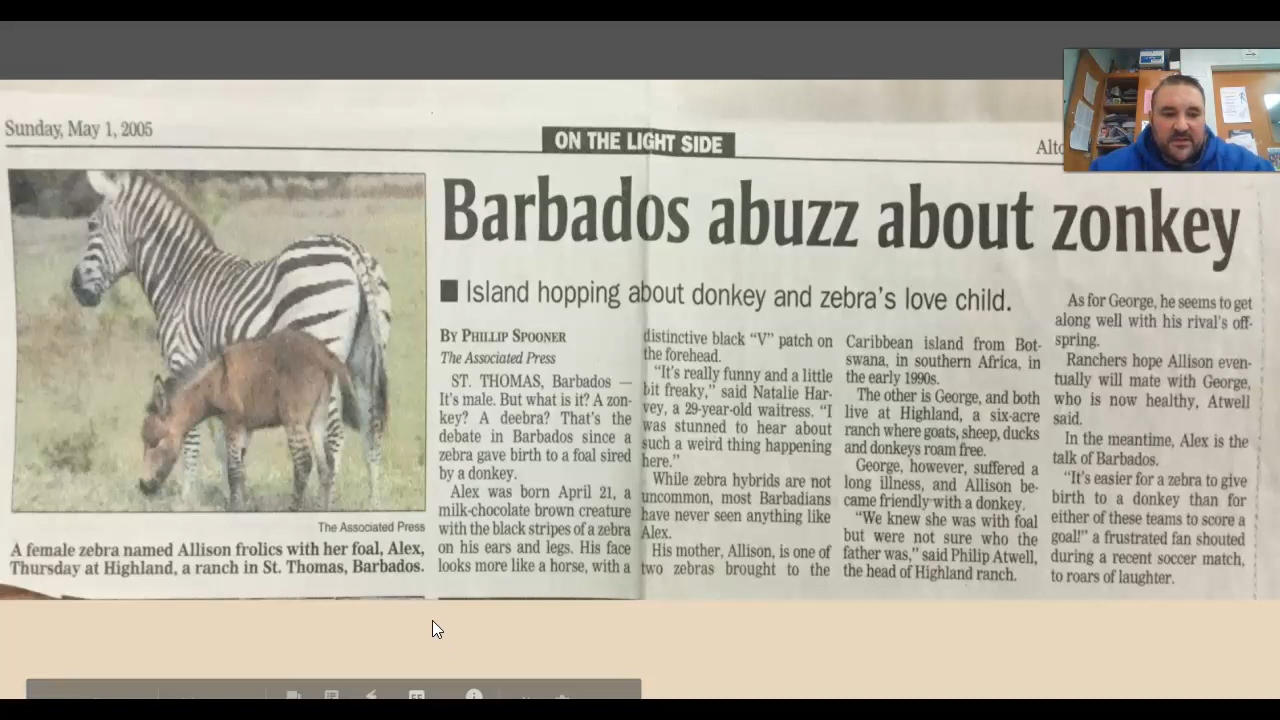 Sunday, May 1, 2005
ON THE LIGHT SIDE
Alto
Barbados abuzz about zonkey
■ Island hopping about donkey and zebra's love child.
The Associated Press
A female zebra named Allison frolics with her foal, Alex,
Thursday at Highland, a ranch in St. Thomas, Barbados.
BY PHILLIP SPOONER
The Associated Press
ST. THOMAS, Barbados —
It's male. But what is it? A zon-
key? A deebra? That's the
debate in Barbados since a
zebra gave birth to a foal sired
by a donkey.
Alex was born April 21, a
milk-chocolate brown creature
with the black stripes of a zebra
on his ears and legs. His face
looks more like a horse, with a
distinctive black "V" patch on
the forehead.
"It's really funny and a little
bit freaky," said Natalie Har-
vey, a 29-year-old waitress. "I
was stunned to hear about
such a weird thing happening
here."
While zebra hybrids are not
uncommon, most Barbadians
have never seen anything like
Alex.
His mother, Allison, is one of
two zebras brought to the
Caribbean island from Bot-
swana, in southern Africa, in
the early 1990s.
The other is George, and both
live at Highland, a six-acre
ranch where goats, sheep, ducks
and donkeys roam free.
George, however, suffered a
long illness, and Allison be-
came friendly with a donkey.
"We knew she was with foal
but were not sure who the
father was," said Philip Atwell,
the head of Highland ranch.
As for George, he seems to get
along well with his rival's off-
spring.
Ranchers hope Allison even-
tually will mate with George,
who is now healthy, Atwell
said.
In the meantime, Alex is the
talk of Barbados.
"It's easier for a zebra to give
birth to a donkey than for
either of these teams to score a
goal!" a frustrated fan shouted
during a recent soccer match,
to roars of laughter.